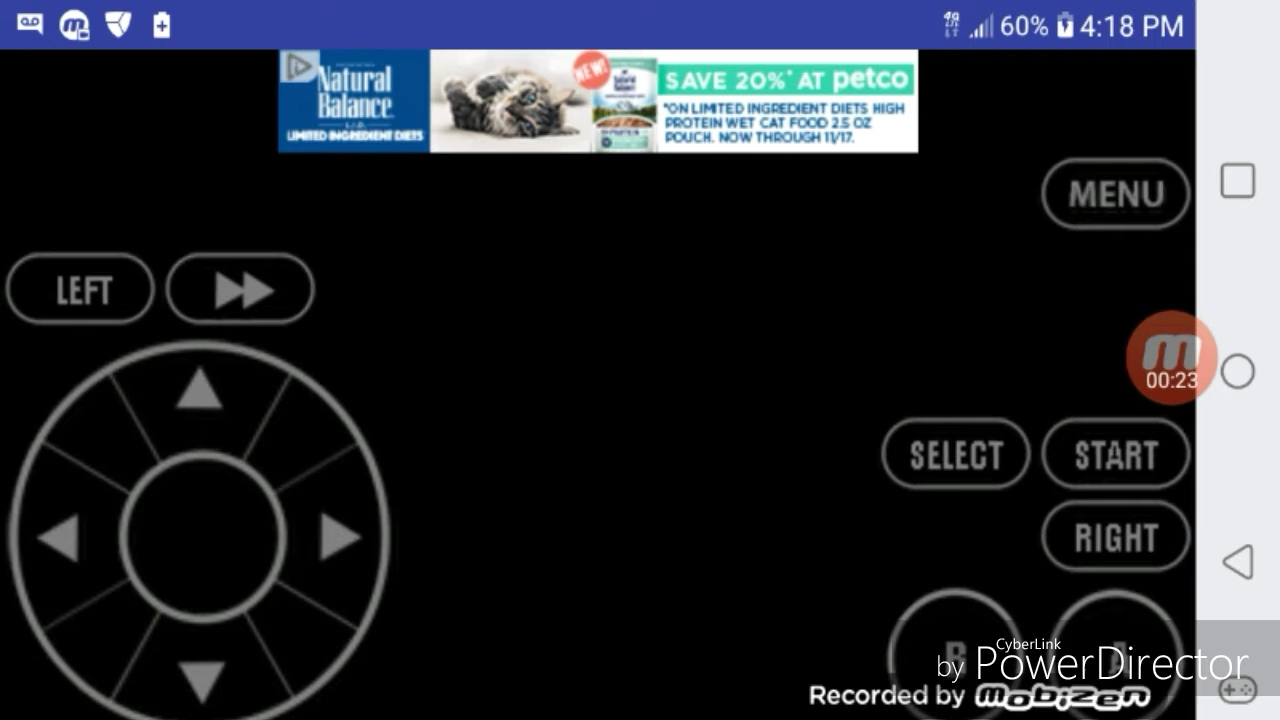 60% 4:18 PM
Natural
Balance
LIMITED INGREDIENT DIETS
NEW!
SAVE 20%* AT petco
*ON LIMITED INGREDIENT DIETS HIGH
PROTEIN WET CAT FOOD 2.5 OZ
POUCH. NOW THROUGH 11/17.
MENU
LEFT
00:23
SELECT
START
RIGHT
B
A
CyberLink
by PowerDirector
Recorded by mobizen